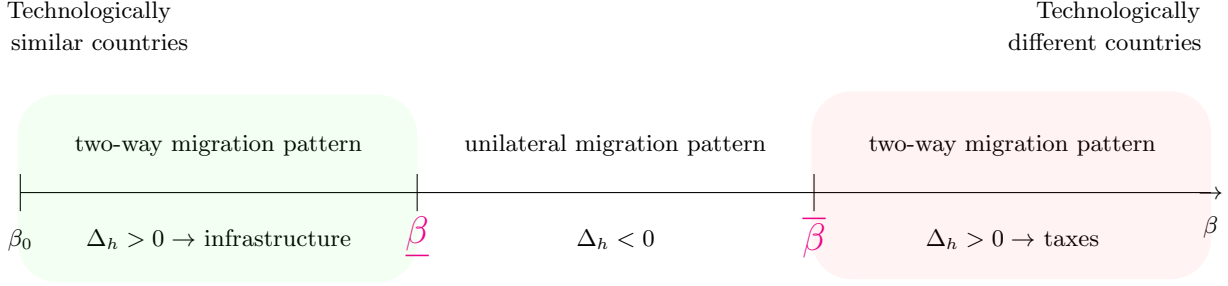 Technologically
similar countries
Technologically
different countries
two-way migration pattern
unilateral migration pattern
two-way migration pattern
β₀
Δₕ > 0 → infrastructure
β̲
Δₕ < 0
β̅
Δₕ > 0 → taxes
β